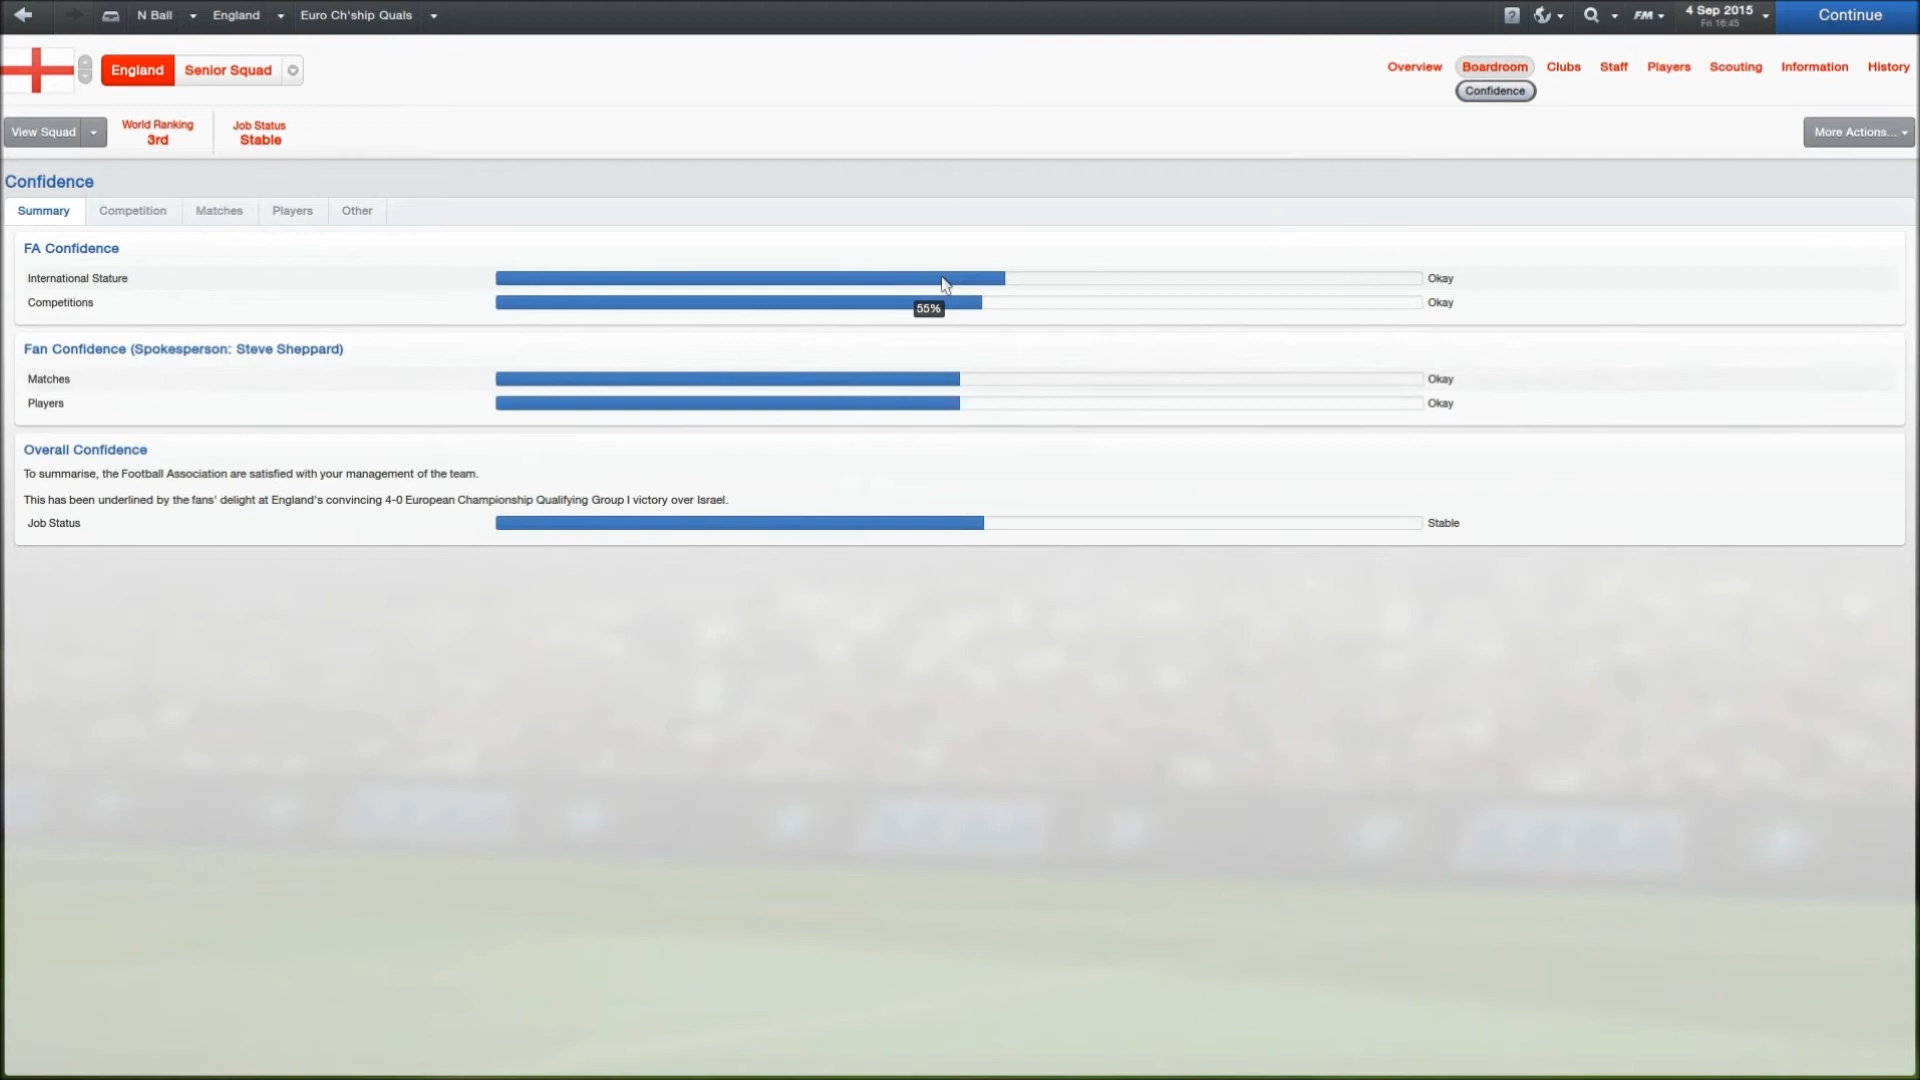 N Ball England Euro Ch'ship Quals FM 4 Sep 2015 Continue
Fri 16:45
England Senior Squad Overview Boardroom Clubs Staff Players Scouting Information History
Confidence
View Squad World Ranking Job Status More Actions...
3rd Stable
Confidence
Summary Competition Matches Players Other
FA Confidence
International Stature Okay
Competitions Okay
55%
Fan Confidence (Spokesperson: Steve Sheppard)
Matches Okay
Players Okay
Overall Confidence
To summarise, the Football Association are satisfied with your management of the team.
This has been underlined by the fans' delight at England's convincing 4-0 European Championship Qualifying Group I victory over Israel.
Job Status Stable